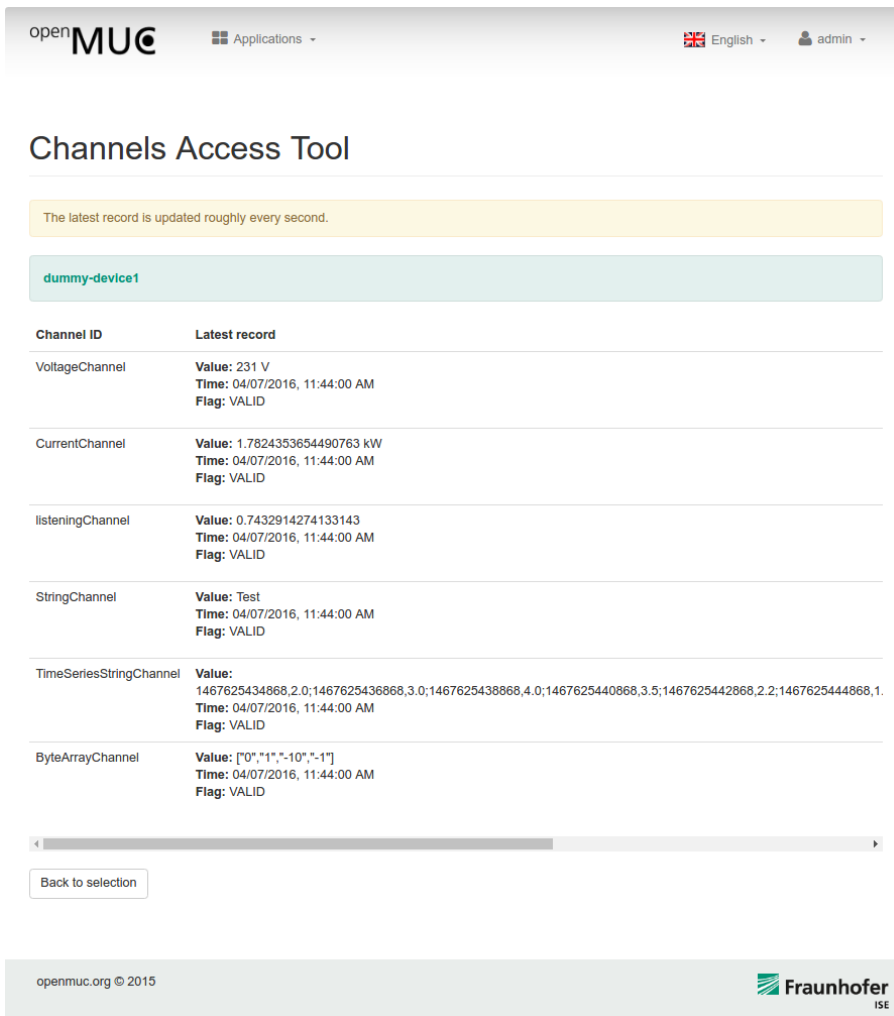 openMUC Applications English admin
Channels Access Tool
The latest record is updated roughly every second.
dummy-device1
Channel ID Latest record
VoltageChannel Value: 231 V
Time: 04/07/2016, 11:44:00 AM
Flag: VALID
CurrentChannel Value: 1.7824353654490763 kW
Time: 04/07/2016, 11:44:00 AM
Flag: VALID
listeningChannel Value: 0.7432914274133143
Time: 04/07/2016, 11:44:00 AM
Flag: VALID
StringChannel Value: Test
Time: 04/07/2016, 11:44:00 AM
Flag: VALID
TimeSeriesStringChannel Value:
1467625434868,2.0;1467625436868,3.0;1467625438868,4.0;1467625440868,3.5;1467625442868,2.2;1467625444868,1.
Time: 04/07/2016, 11:44:00 AM
Flag: VALID
ByteArrayChannel Value: ["0","1","-10","-1"]
Time: 04/07/2016, 11:44:00 AM
Flag: VALID
Back to selection
openmuc.org © 2015 Fraunhofer
ISE